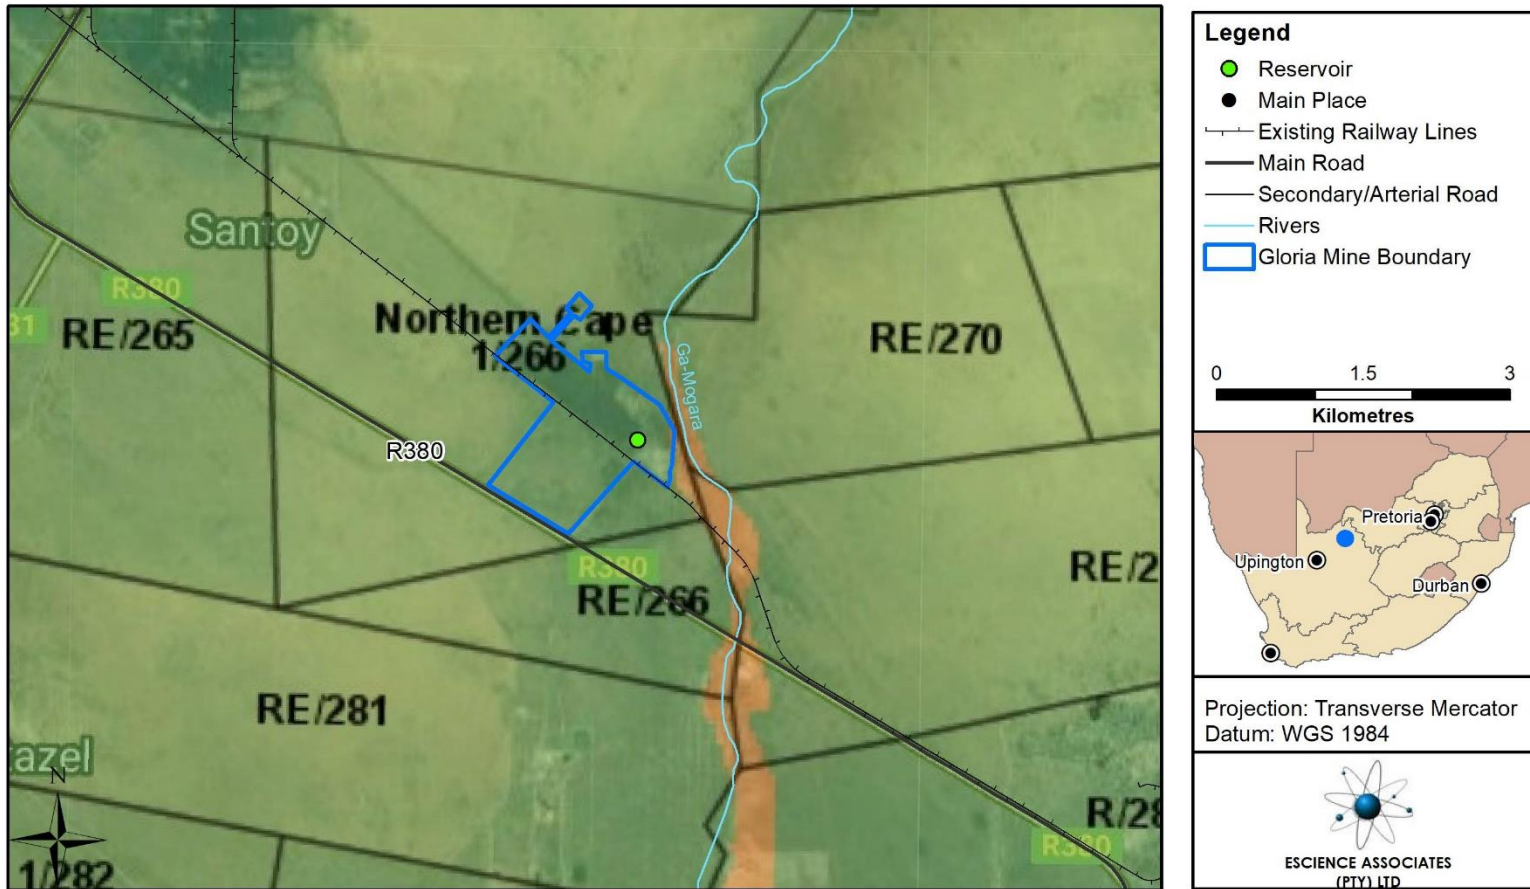 Santoy
R380
31
RE/265
Northern Cape
1/266
Ga-Mogara
RE/270
R380
R380
RE/266
RE/2
RE/281
azel
N
1/282
R/28
R380
Legend
Reservoir
Main Place
Existing Railway Lines
Main Road
Secondary/Arterial Road
Rivers
Gloria Mine Boundary
0 1.5 3
Kilometres
Pretoria
Upington
Durban
Projection: Transverse Mercator
Datum: WGS 1984
ESCIENCE ASSOCIATES
(PTY) LTD